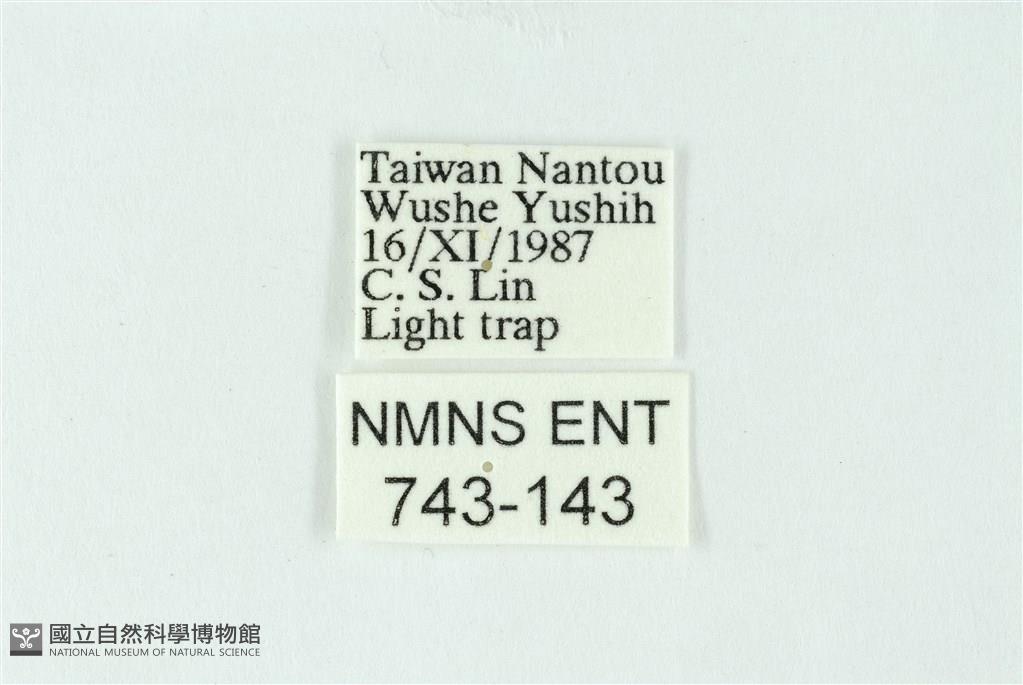 Taiwan Nantou
Wushe Yushih
16/XI/1987
C. S. Lin
Light trap
NMNS ENT
743-143
國立自然科學博物館
NATIONAL MUSEUM OF NATURAL SCIENCE